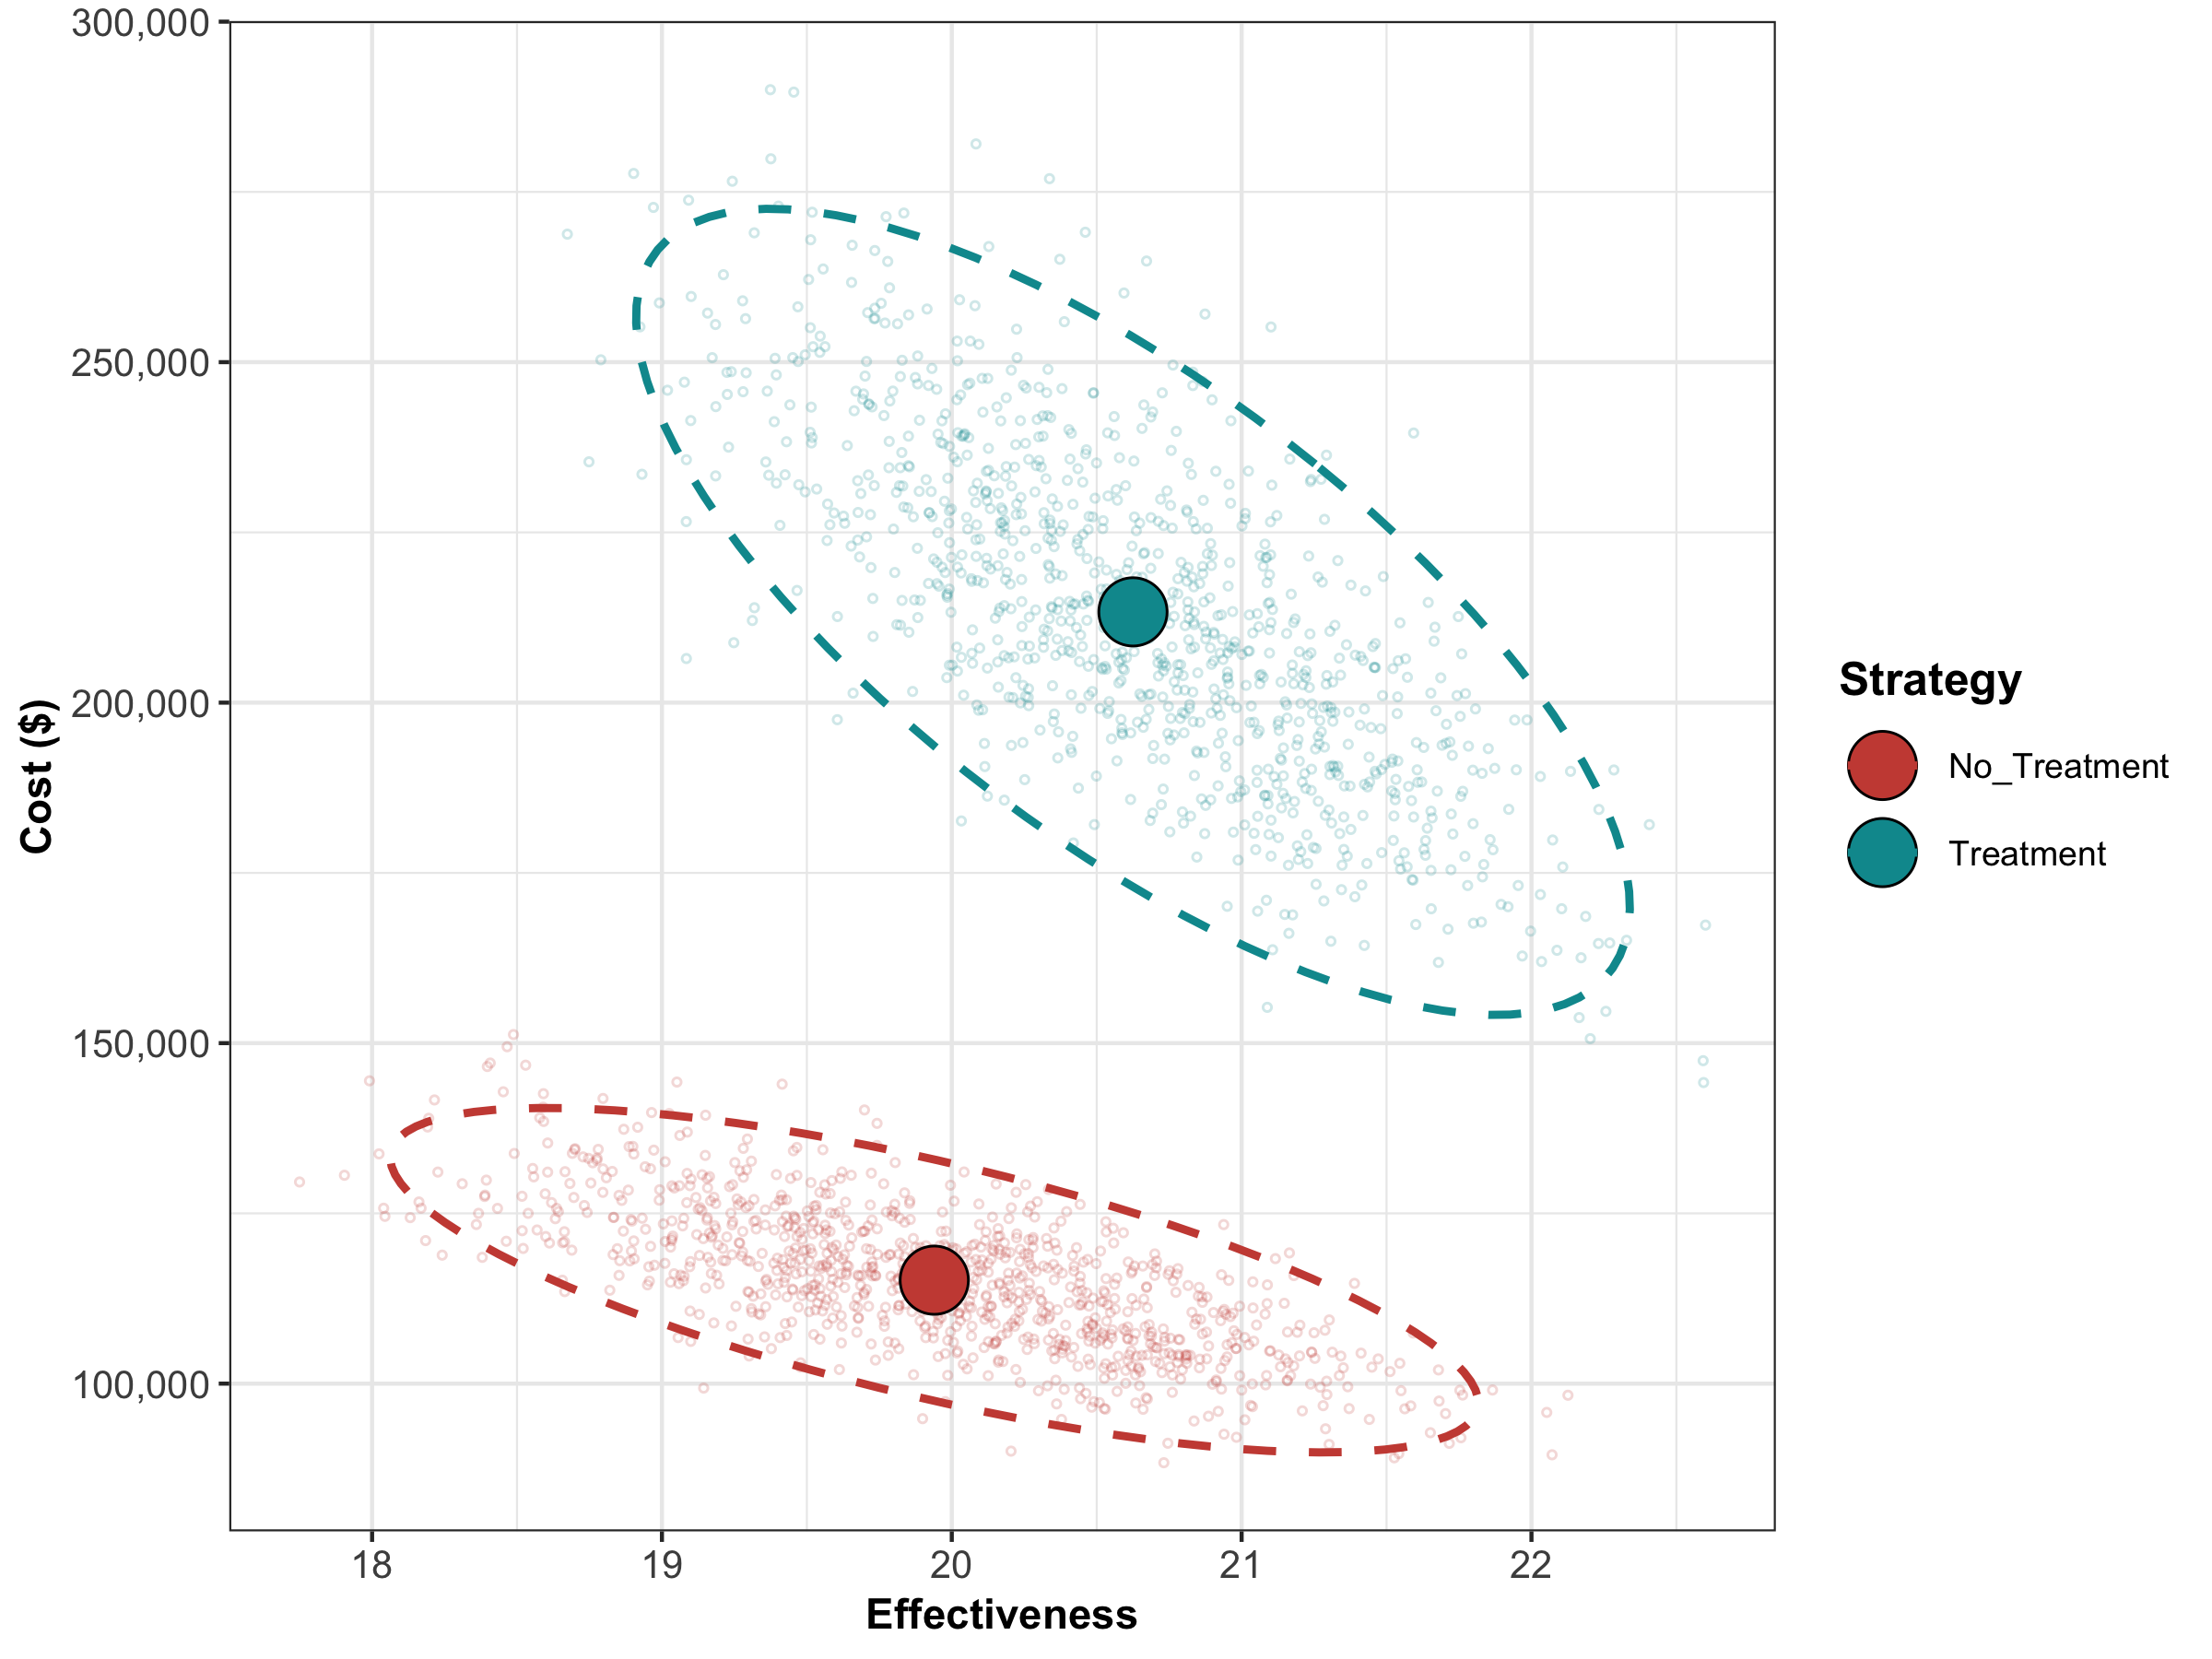 300,000
250,000
200,000
150,000
100,000
Cost ($)
18 19 20 21 22
Effectiveness
Strategy
No_Treatment
Treatment